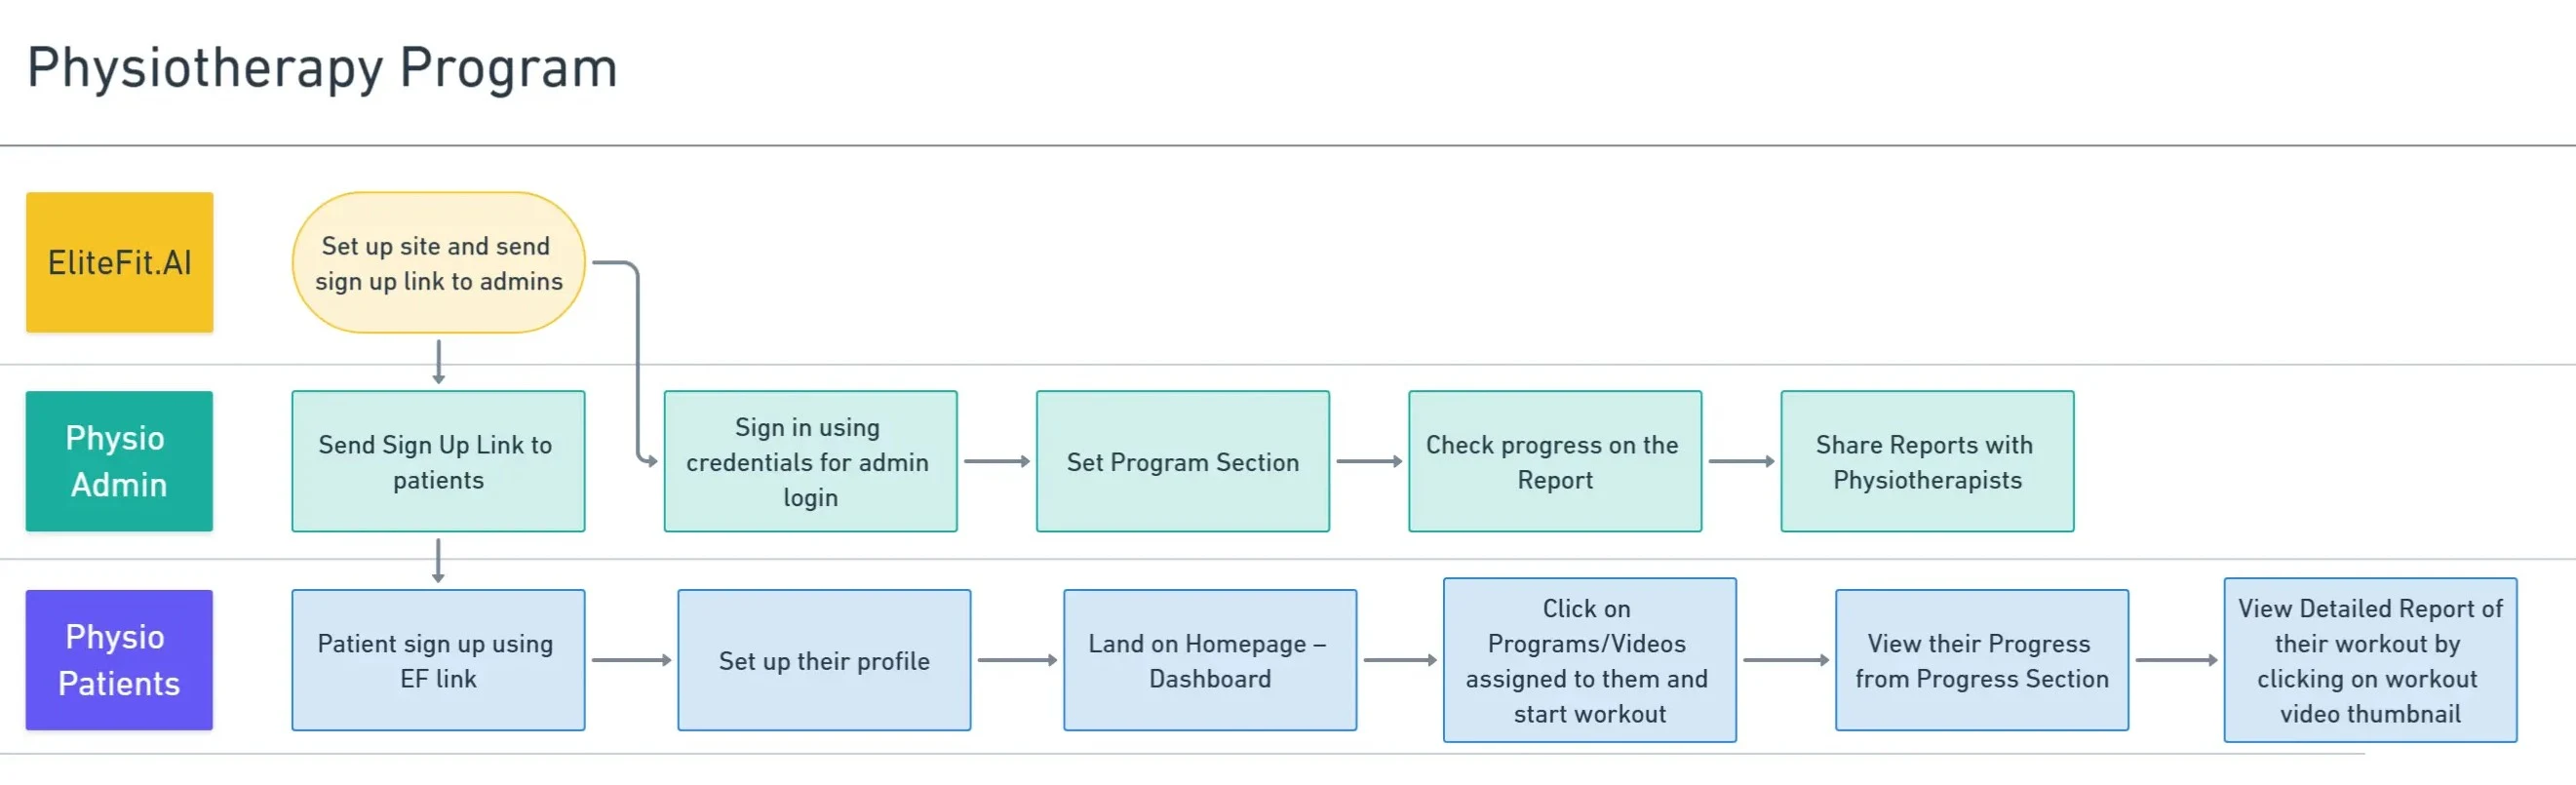 Physiotherapy Program
EliteFit.AI
Set up site and send
sign up link to admins
Physio
Admin
Send Sign Up Link to
patients
Sign in using
credentials for admin
login
Set Program Section
Check progress on the
Report
Share Reports with
Physiotherapists
Physio
Patients
Patient sign up using
EF link
Set up their profile
Land on Homepage –
Dashboard
Click on
Programs/Videos
assigned to them and
start workout
View their Progress
from Progress Section
View Detailed Report of
their workout by
clicking on workout
video thumbnail